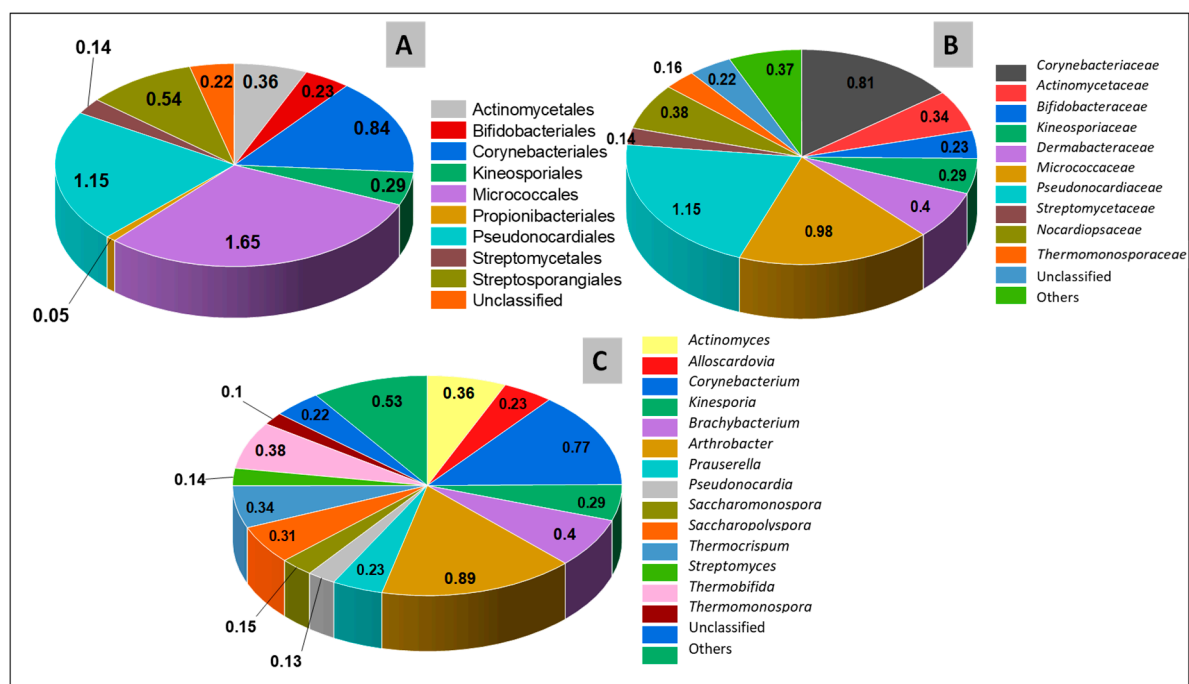 A
0.14
0.54
0.22
0.36
0.23
0.84
0.29
1.15
1.65
0.05
Actinomycetales
Bifidobacteriales
Corynebacteriales
Kineosporiales
Micrococcales
Propionibacteriales
Pseudonocardiales
Streptomycetales
Streptosporangiales
Unclassified
B
0.16
0.22
0.37
0.81
0.38
0.34
0.14
0.23
0.29
1.15
0.4
0.98
Corynebacteriaceae
Actinomycetaceae
Bifidobacteraceae
Kineosporiaceae
Dermabacteraceae
Micrococcaceae
Pseudonocardiaceae
Streptomycetaceae
Nocardiopsaceae
Thermomonosporaceae
Unclassified
Others
C
0.1
0.22
0.53
0.36
0.23
0.77
0.38
0.14
0.29
0.34
0.31
0.4
0.23
0.89
0.15
0.13
Actinomyces
Alloscardovia
Corynebacterium
Kinesporia
Brachybacterium
Arthrobacter
Prauserella
Pseudonocardia
Saccharomonospora
Saccharopolyspora
Thermocrispum
Streptomyces
Thermobifida
Thermomonospora
Unclassified
Others